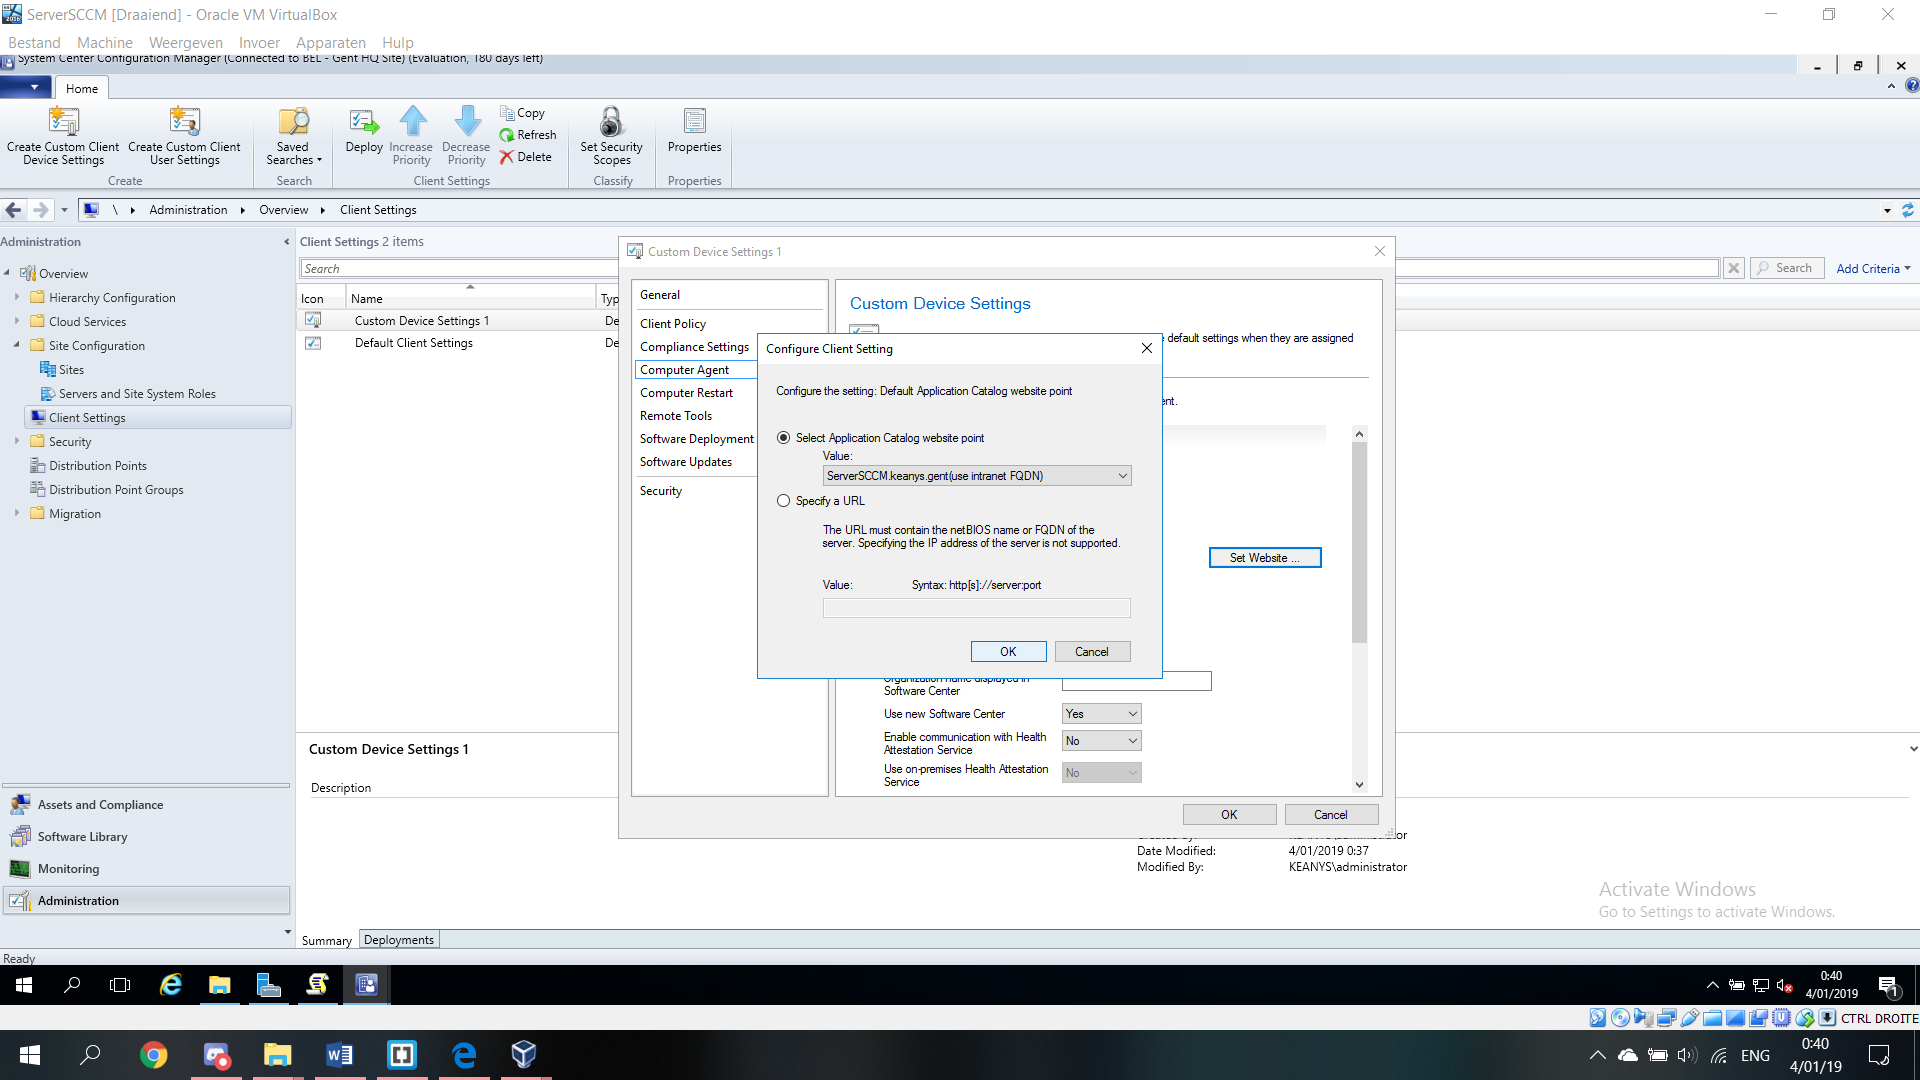 ServerSCCM [Draaiend] - Oracle VM VirtualBox
Bestand Machine Weergeven Invoer Apparaten Hulp
System Center Configuration Manager (Connected to BEL - Gent HQ Site) (Evaluation, 180 days left)
Home
Create Custom Client Device Settings
Create Custom Client User Settings
Create
Saved Searches
Search
Deploy
Increase Priority
Decrease Priority
Copy
Refresh
Delete
Client Settings
Set Security Scopes
Classify
Properties
Properties
\ Administration Overview Client Settings
Administration
Overview
Hierarchy Configuration
Cloud Services
Site Configuration
Sites
Servers and Site System Roles
Client Settings
Security
Distribution Points
Distribution Point Groups
Migration
Assets and Compliance
Software Library
Monitoring
Administration
Client Settings 2 items
Search
Search
Add Criteria
Icon Name Typ
Custom Device Settings 1 De
Default Client Settings De
Custom Device Settings 1
General
Client Policy
Compliance Settings
Computer Agent
Computer Restart
Remote Tools
Software Deployment
Software Updates
Security
Custom Device Settings
default settings when they are assigned
Configure Client Setting
Configure the setting: Default Application Catalog website point
Select Application Catalog website point
Value:
ServerSCCM.keanys.gent(use intranet FQDN)
Specify a URL
The URL must contain the netBIOS name or FQDN of the
server. Specifying the IP address of the server is not supported.
Value: Syntax: http[s]://server:port
OK Cancel
Set Website ...
Organization name displayed in
Software Center
Use new Software Center Yes
Enable communication with Health
Attestation Service
No
Use on-premises Health Attestation
Service
No
OK Cancel
Custom Device Settings 1
Description
Created By:
Date Modified: 4/01/2019 0:37
Modified By: KEANYS\administrator
Activate Windows
Go to Settings to activate Windows.
Summary Deployments
Ready
0:40
4/01/2019
1
CTRL DROITE
ENG
0:40
4/01/19